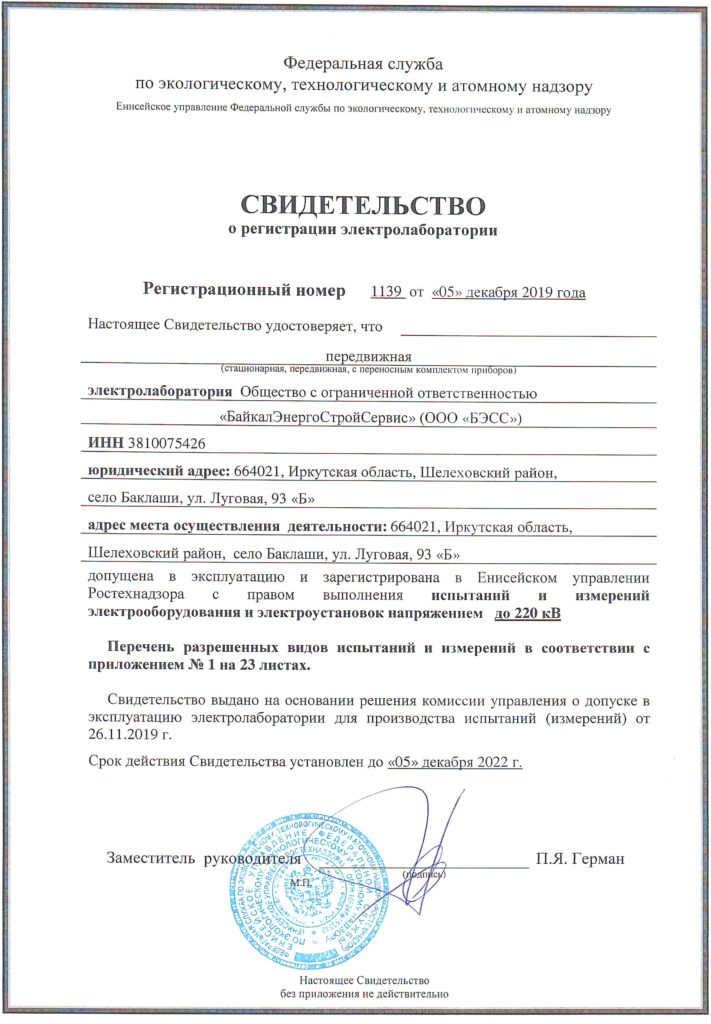 Федеральная служба
по экологическому, технологическому и атомному надзору
Енисейское управление Федеральной службы по экологическому, технологическому и атомному надзору
СВИДЕТЕЛЬСТВО
о регистрации электролаборатории
Регистрационный номер 1139 от «05» декабря 2019 года
Настоящее Свидетельство удостоверяет, что
передвижная
(стационарная, передвижная, с переносным комплектом приборов)
электролаборатория Общество с ограниченной ответственностью
«БайкалЭнергоСтройСервис» (ООО «БЭСС»)
ИНН 3810075426
юридический адрес: 664021, Иркутская область, Шелеховский район,
село Баклаши, ул. Луговая, 93 «Б»
адрес места осуществления деятельности: 664021, Иркутская область,
Шелеховский район, село Баклаши, ул. Луговая, 93 «Б»
допущена в эксплуатацию и зарегистрирована в Енисейском управлении
Ростехнадзора с правом выполнения испытаний и измерений
электрооборудования и электроустановок напряжением до 220 кВ
Перечень разрешенных видов испытаний и измерений в соответствии с
приложением № 1 на 23 листах.
Свидетельство выдано на основании решения комиссии управления о допуске в
эксплуатацию электролаборатории для производства испытаний (измерений) от
26.11.2019 г.
Срок действия Свидетельства установлен до «05» декабря 2022 г.
Заместитель руководителя П.Я. Герман
(подпись)
М.П.
Настоящее Свидетельство
без приложения не действительно